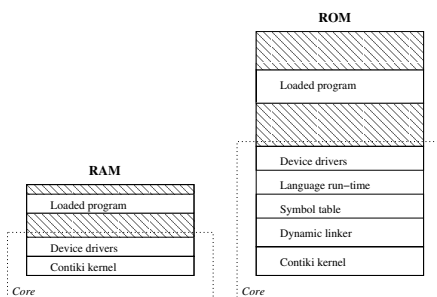 ROM
Loaded program
Device drivers
Language run−time
Symbol table
Dynamic linker
Contiki kernel
Core
RAM
Loaded program
Device drivers
Contiki kernel
Core